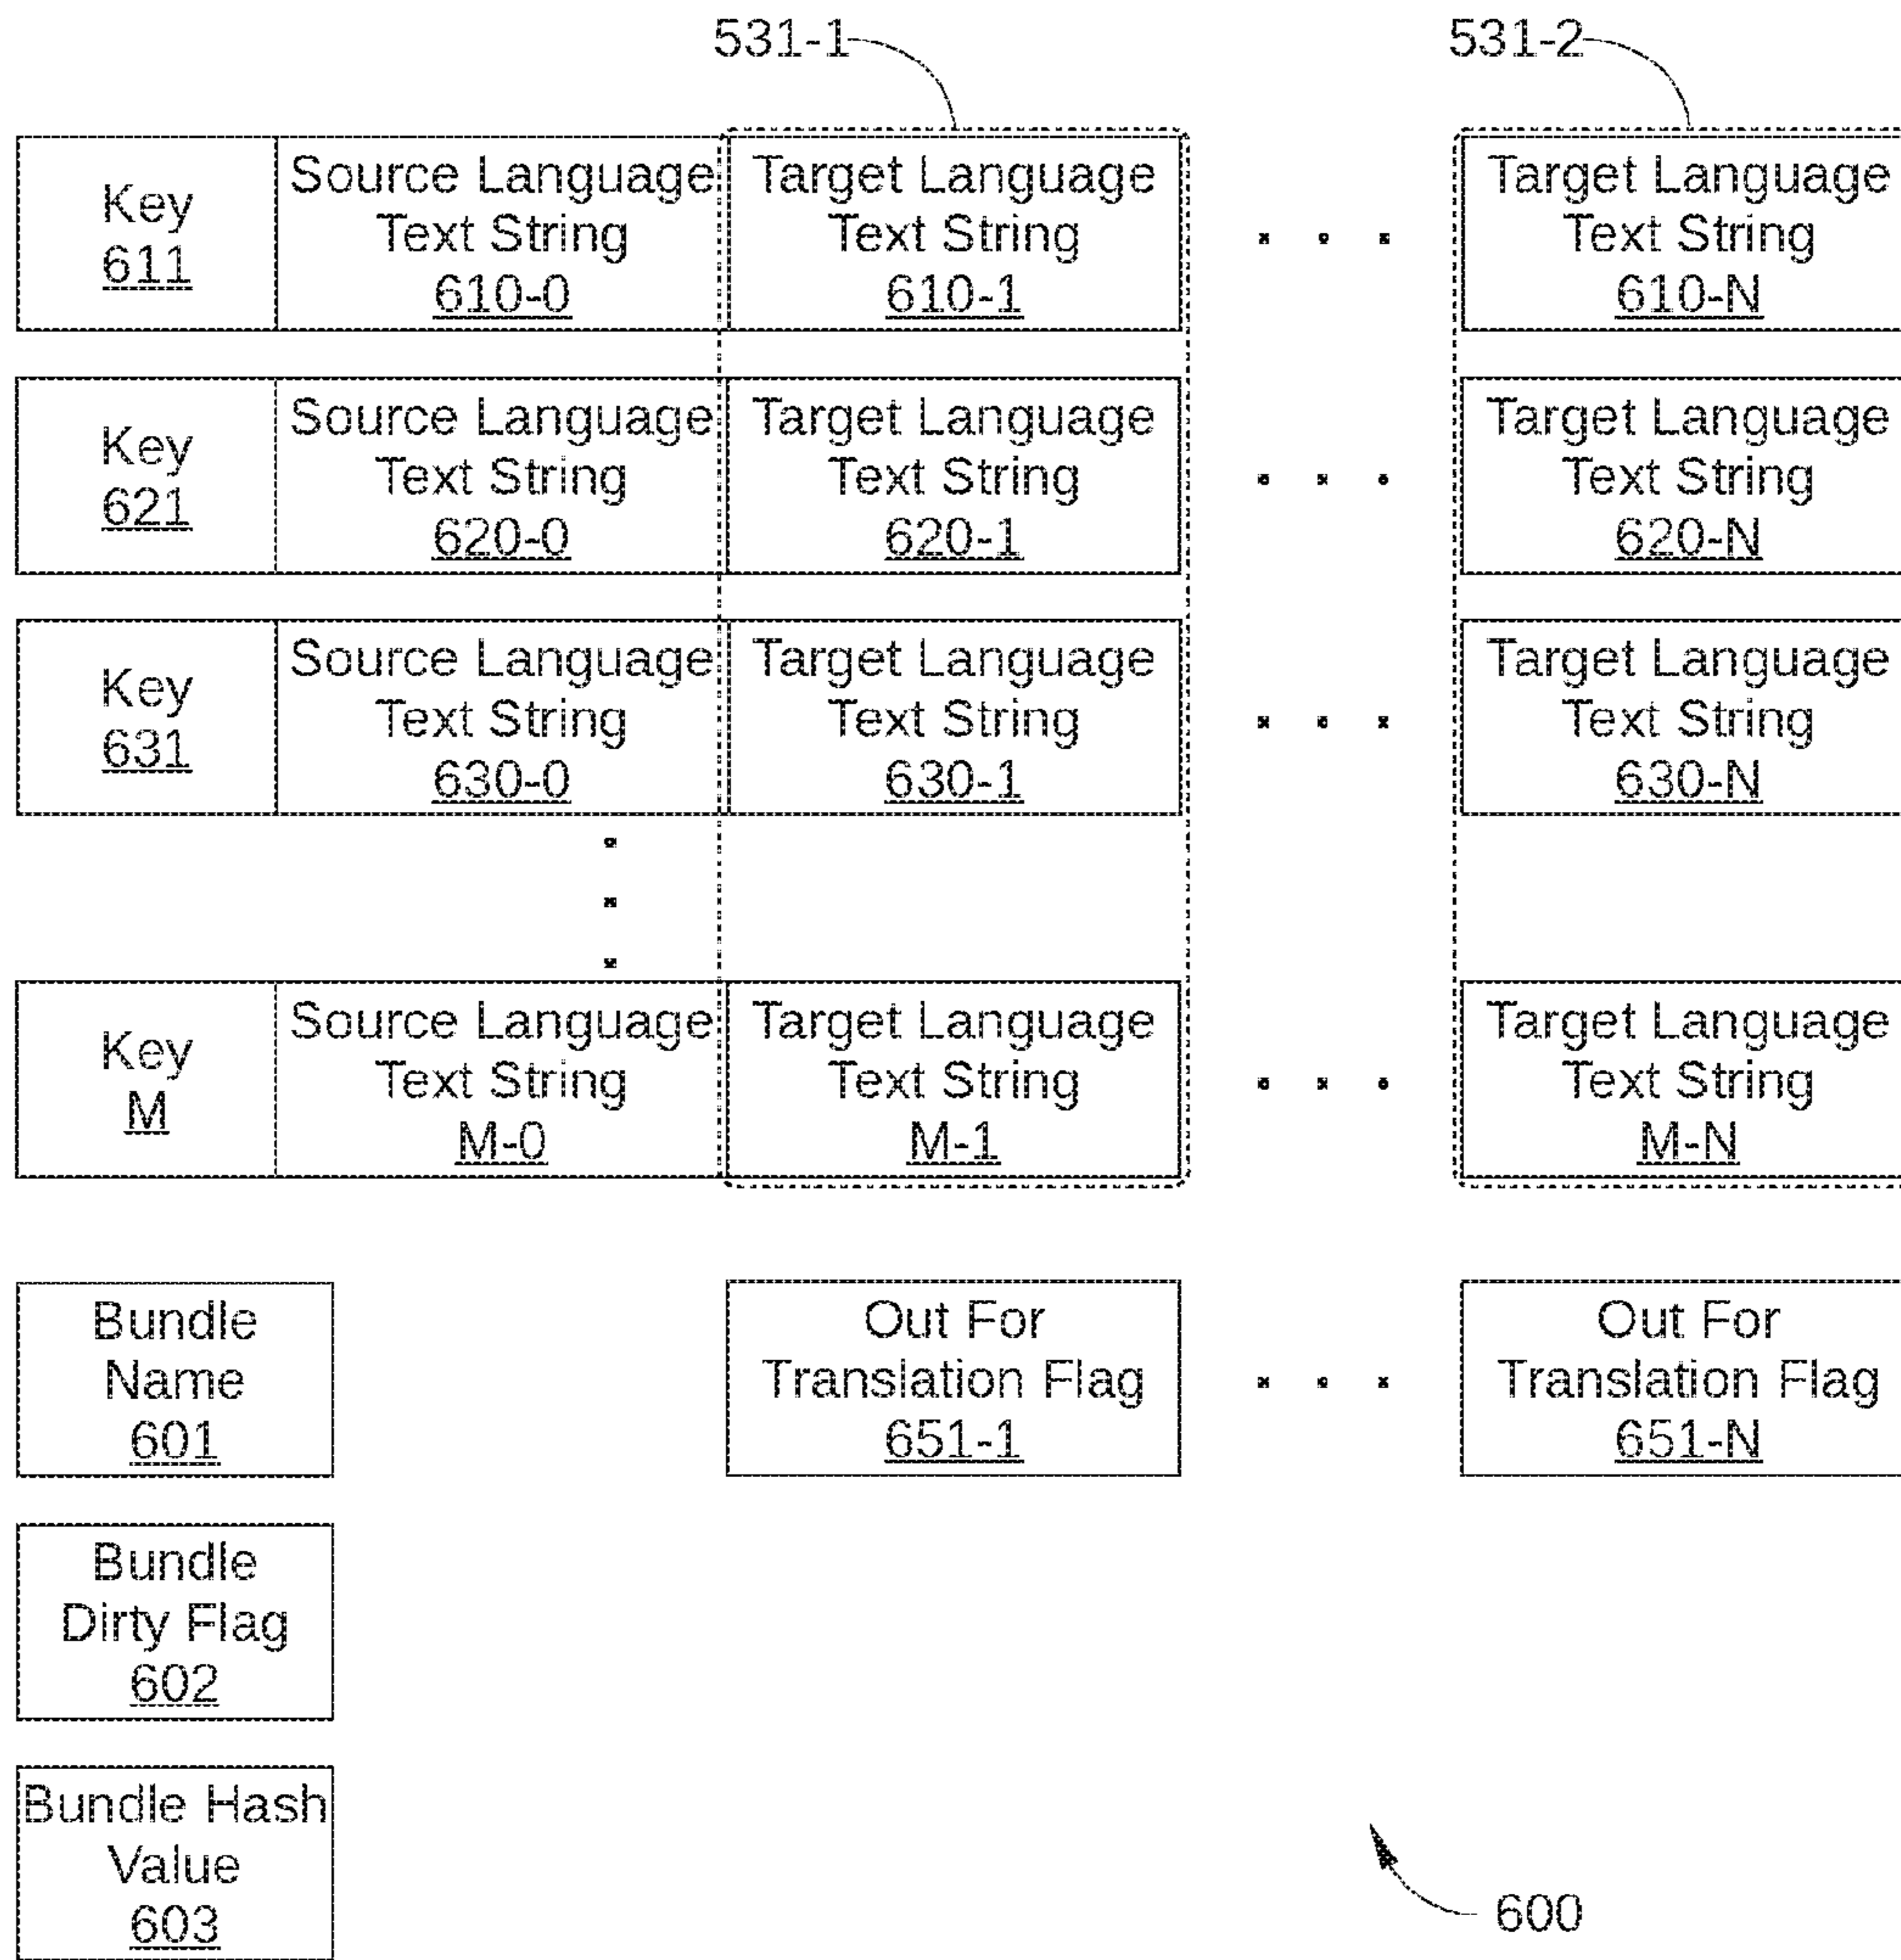 531-1
531-2
Key
611
Source Language
Text String
610-0
Target Language
Text String
610-1
Target Language
Text String
610-N
Key
621
Source Language
Text String
620-0
Target Language
Text String
620-1
Target Language
Text String
620-N
Key
631
Source Language
Text String
630-0
Target Language
Text String
630-1
Target Language
Text String
630-N
Key
M
Source Language
Text String
M-0
Target Language
Text String
M-1
Target Language
Text String
M-N
Bundle
Name
601
Out For
Translation Flag
651-1
Out For
Translation Flag
651-N
Bundle
Dirty Flag
602
Bundle Hash
Value
603
600